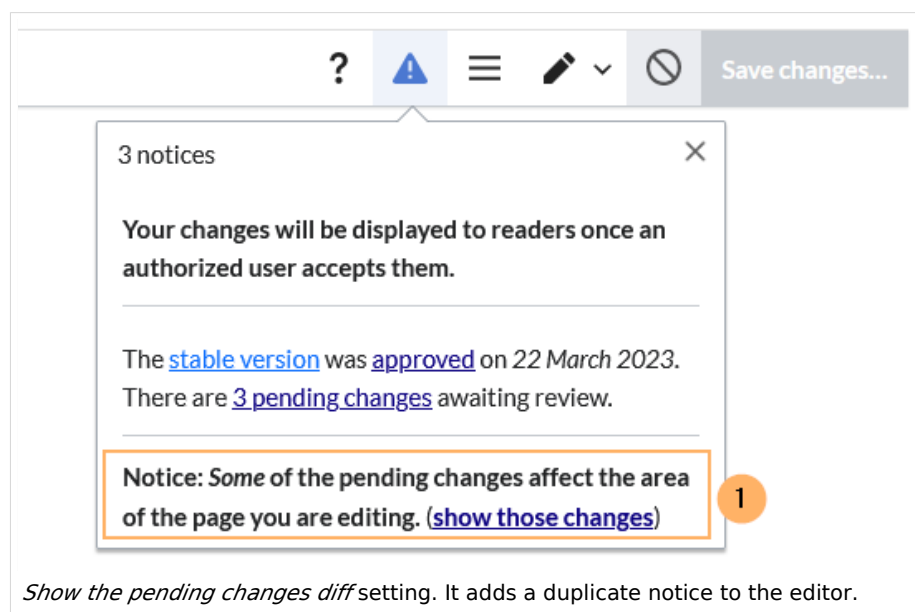 ? Save changes...
3 notices
Your changes will be displayed to readers once an
authorized user accepts them.
The stable version was approved on 22 March 2023.
There are 3 pending changes awaiting review.
Notice: Some of the pending changes affect the area
of the page you are editing. (show those changes)
1
Show the pending changes diff setting. It adds a duplicate notice to the editor.